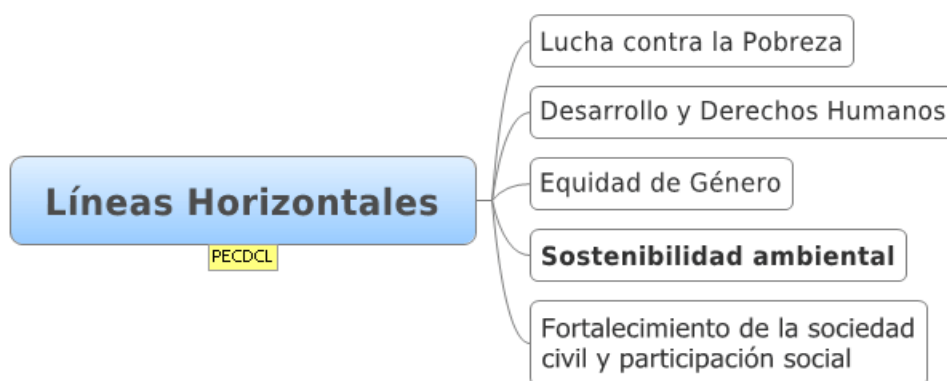 Líneas Horizontales
PECDCL
Lucha contra la Pobreza
Desarrollo y Derechos Humanos
Equidad de Género
Sostenibilidad ambiental
Fortalecimiento de la sociedad
civil y participación social